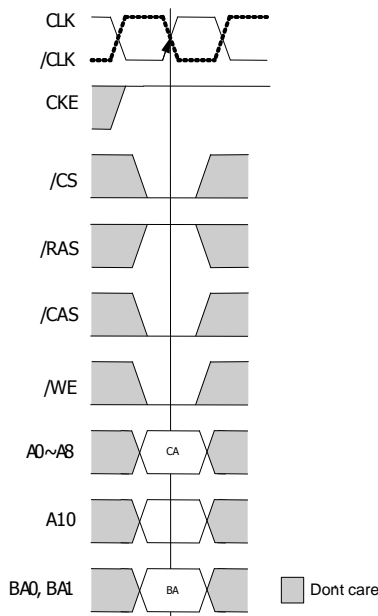 CLK
/CLK
CKE
/CS
/RAS
/CAS
/WE
A0~A8
CA
A10
BA0, BA1
BA
Dont care